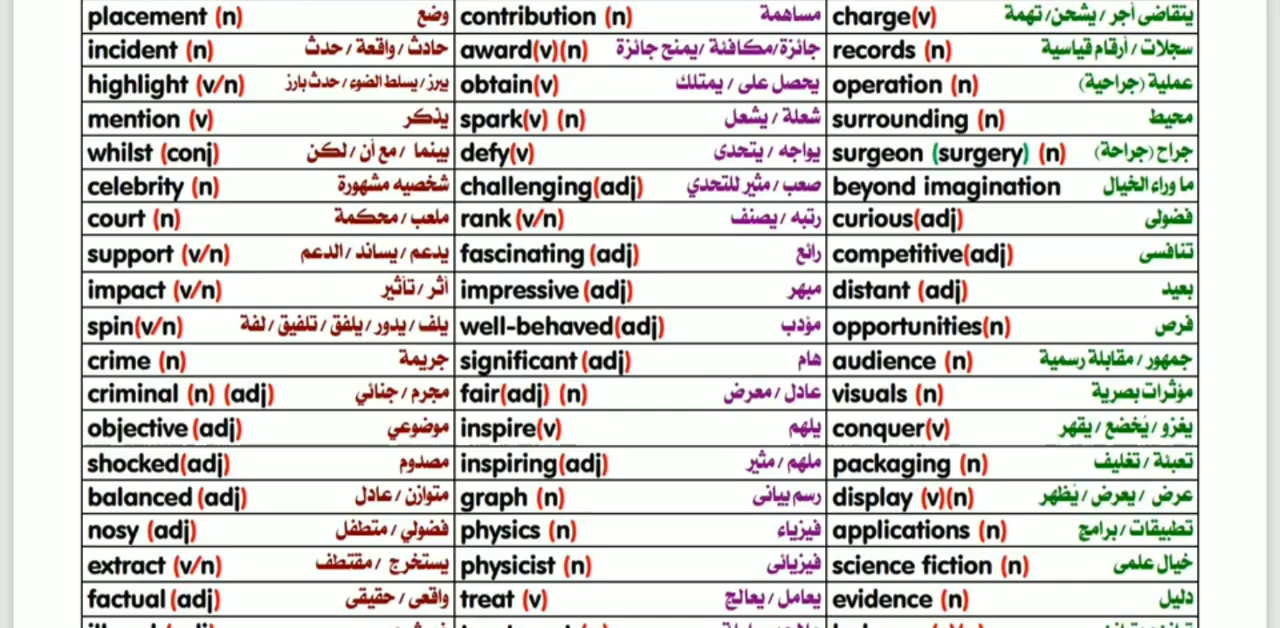 placement (n) وضع contribution (n) مساهمة charge(v) يتقاضى أجر / يشحن/ تهمة
incident (n) حادث / واقعة / حدث award(v)(n) جائزة/مكافئة /يمنح جائزة records (n) سجلات / أرقام قياسية
highlight (v/n) يبرز / يسلط الضوء / حدث بارز obtain(v) يحصل على / يمتلك operation (n) عملية (جراحية)
mention (v) يذكر spark(v) (n) شعلة / يشعل surrounding (n) محيط
whilst (conj) بينما / مع أن / لكن defy(v) يواجه / يتحدى surgeon (surgery) (n) جراح (جراحة)
celebrity (n) شخصيه مشهورة challenging(adj) صعب / مثير للتحدي beyond imagination ما وراء الخيال
court (n) ملعب / محكمة rank (v/n) رتبه / يصنف curious(adj) فضولى
support (v/n) يدعم / يساند / الدعم fascinating (adj) رائع competitive(adj) تنافسى
impact (v/n) أثر / تأثير impressive (adj) مبهر distant (adj) بعيد
spin(v/n) يلف / يدور / يلفق / تلفيق / لفة well-behaved(adj) مؤدب opportunities(n) فرص
crime (n) جريمة significant (adj) هام audience (n) جمهور / مقابلة رسمية
criminal (n) (adj) مجرم / جنائي fair(adj) (n) عادل / معرض visuals (n) مؤثرات بصرية
objective (adj) موضوعي inspire(v) يلهم conquer(v) يغزو / يُخضع / يقهر
shocked(adj) مصدوم inspiring(adj) ملهم / مثير packaging (n) تعبئة / تغليف
balanced (adj) متوازن / عادل graph (n) رسم بيانى display (v)(n) عرض / يعرض / يُظهر
nosy (adj) فضولي / متطفل physics (n) فيزياء applications (n) تطبيقات / برامج
extract (v/n) يستخرج / مقتطف physicist (n) فيزيائى science fiction (n) خيال علمى
factual (adj) واقعى / حقيقى treat (v) يعامل / يعالج evidence (n) دليل